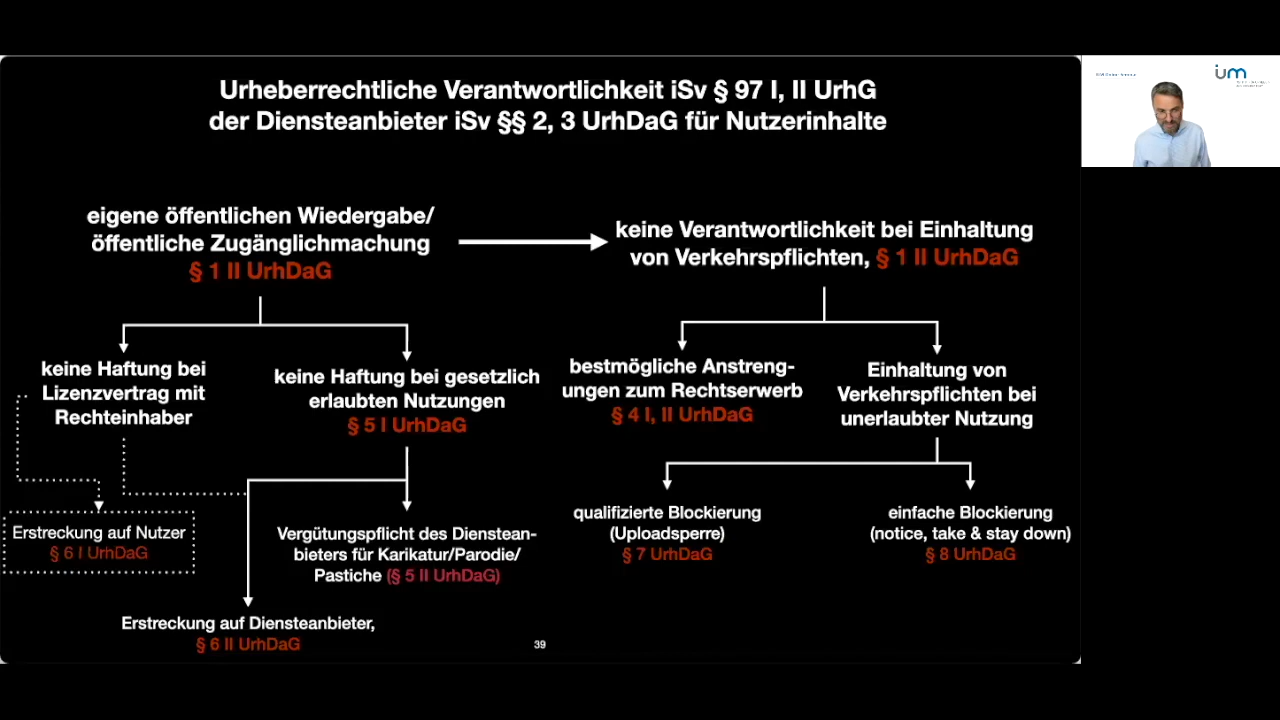 Urheberrechtliche Verantwortlichkeit iSv § 97 I, II UrhG
der Diensteanbieter iSv §§ 2, 3 UrhDaG für Nutzerinhalte
eigene öffentlichen Wiedergabe/
öffentliche Zugänglichmachung
§ 1 II UrhDaG
keine Verantwortlichkeit bei Einhaltung
von Verkehrspflichten, § 1 II UrhDaG
keine Haftung bei
Lizenzvertrag mit
Rechteinhaber
keine Haftung bei gesetzlich
erlaubten Nutzungen
§ 5 I UrhDaG
bestmögliche Anstreng-
ungen zum Rechtserwerb
§ 4 I, II UrhDaG
Einhaltung von
Verkehrspflichten bei
unerlaubter Nutzung
Erstreckung auf Nutzer
§ 6 I UrhDaG
Vergütungspflicht des Dienstean-
bieters für Karikatur/Parodie/
Pastiche (§ 5 II UrhDaG)
qualifizierte Blockierung
(Uploadsperre)
§ 7 UrhDaG
einfache Blockierung
(notice, take & stay down)
§ 8 UrhDaG
Erstreckung auf Diensteanbieter,
§ 6 II UrhDaG
39
ium